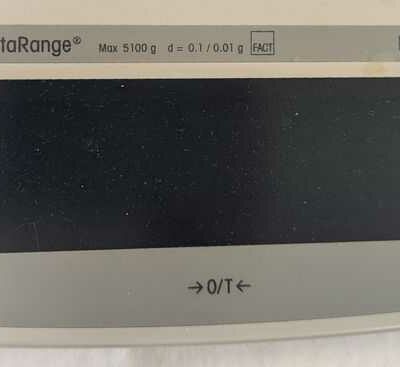 taRange® Max 5100 g d = 0.1 / 0.01 g FACT
→0/T←